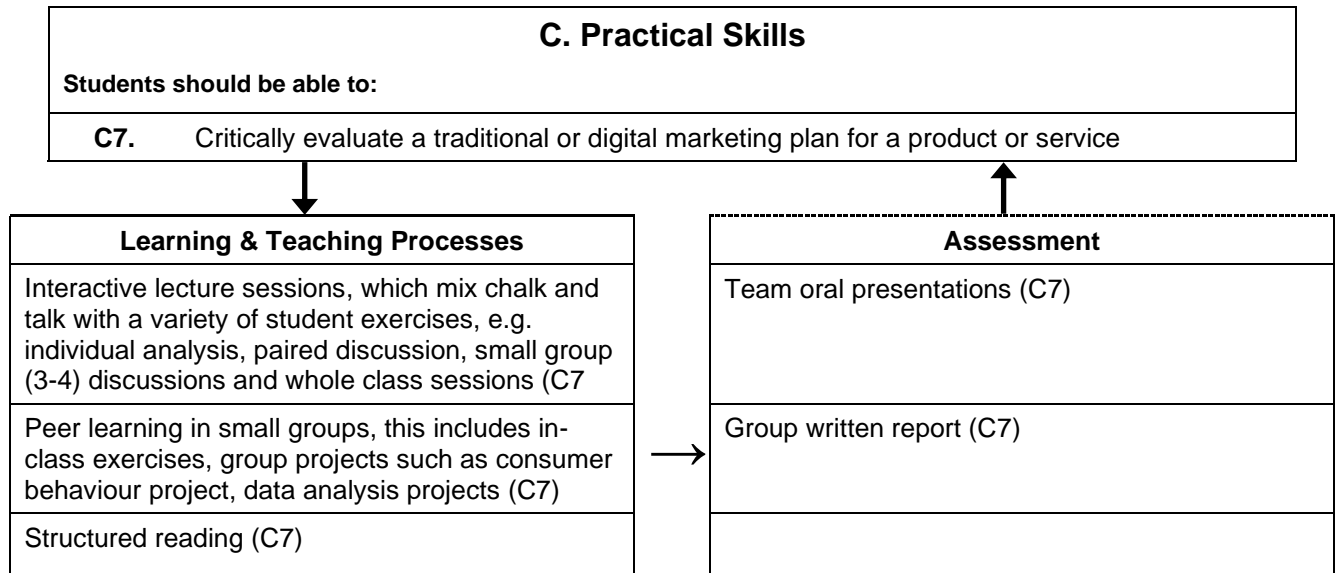 C. Practical Skills
Students should be able to:
C7. Critically evaluate a traditional or digital marketing plan for a product or service
Learning & Teaching Processes
Interactive lecture sessions, which mix chalk and
talk with a variety of student exercises, e.g.
individual analysis, paired discussion, small group
(3-4) discussions and whole class sessions (C7
Peer learning in small groups, this includes in-
class exercises, group projects such as consumer
behaviour project, data analysis projects (C7)
Structured reading (C7)
Assessment
Team oral presentations (C7)
Group written report (C7)